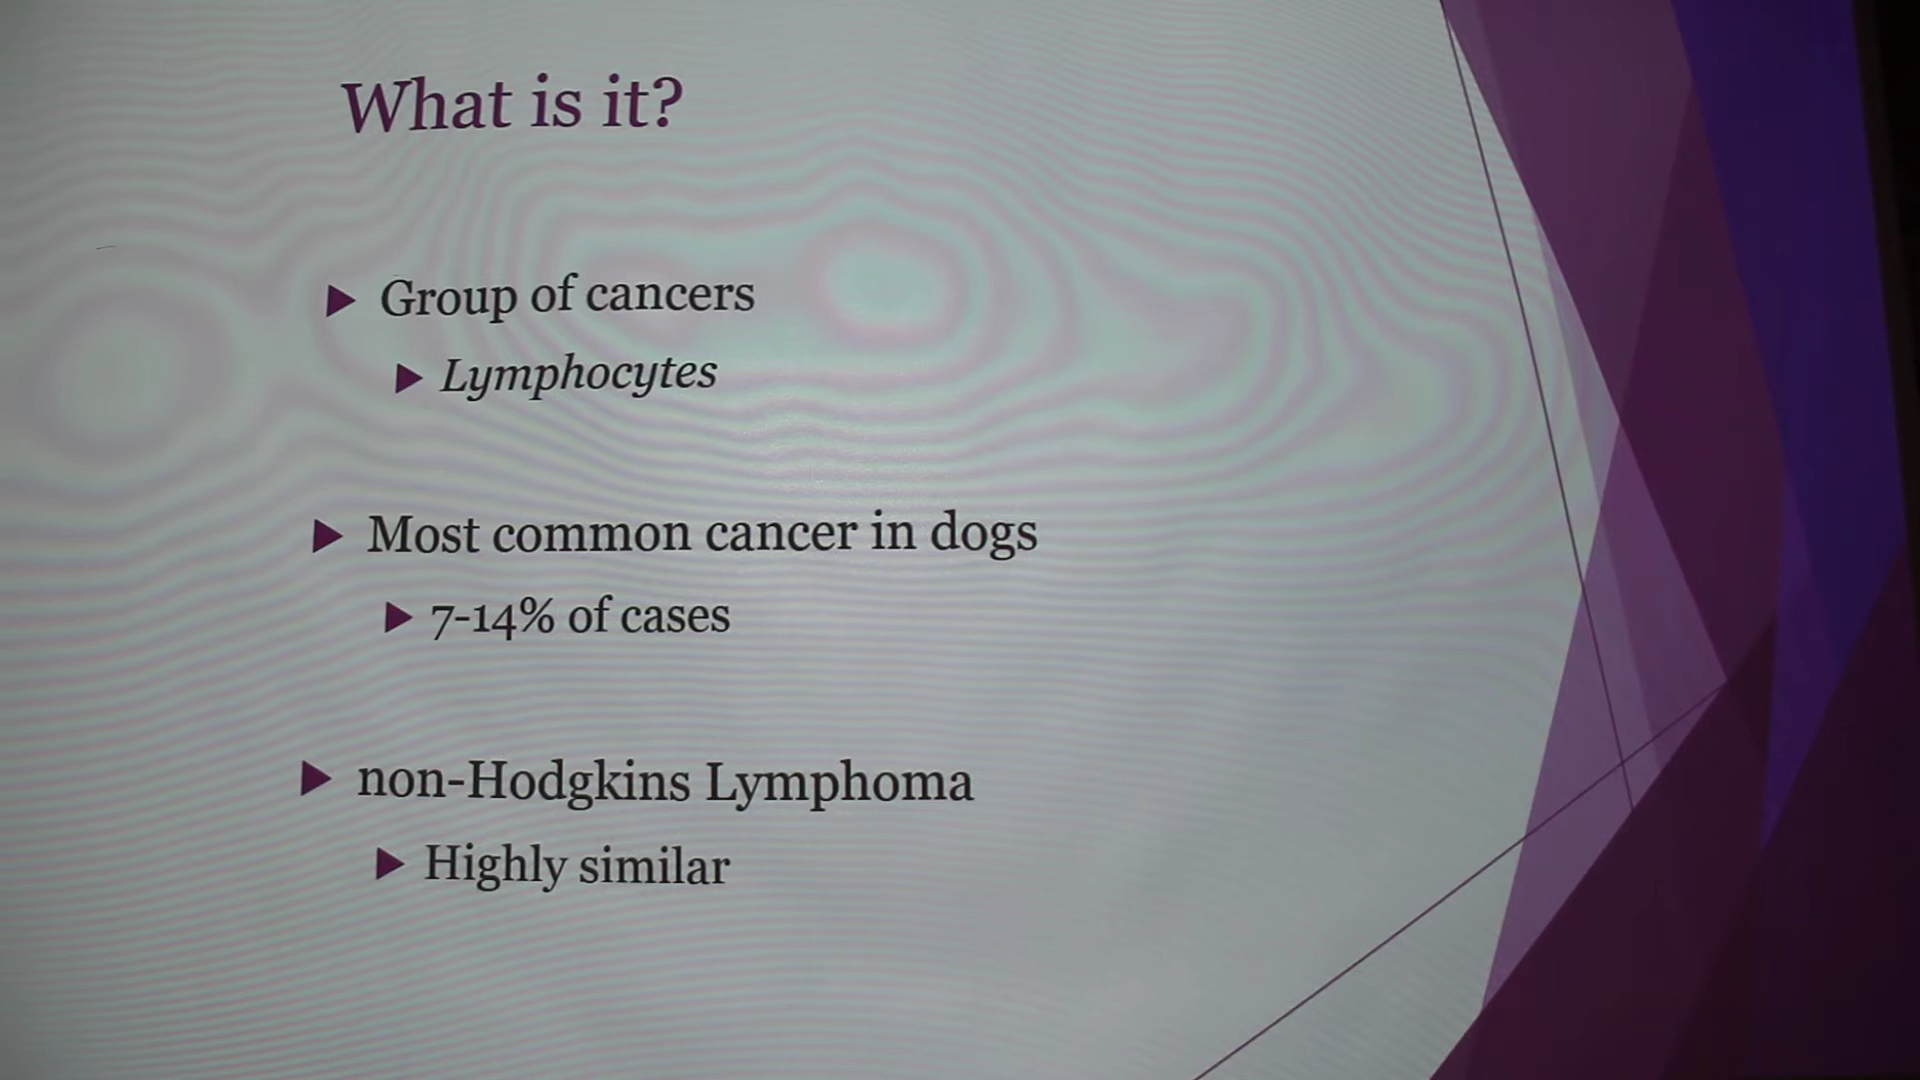 What is it?
Group of cancers
Lymphocytes
Most common cancer in dogs
7-14% of cases
non-Hodgkins Lymphoma
Highly similar